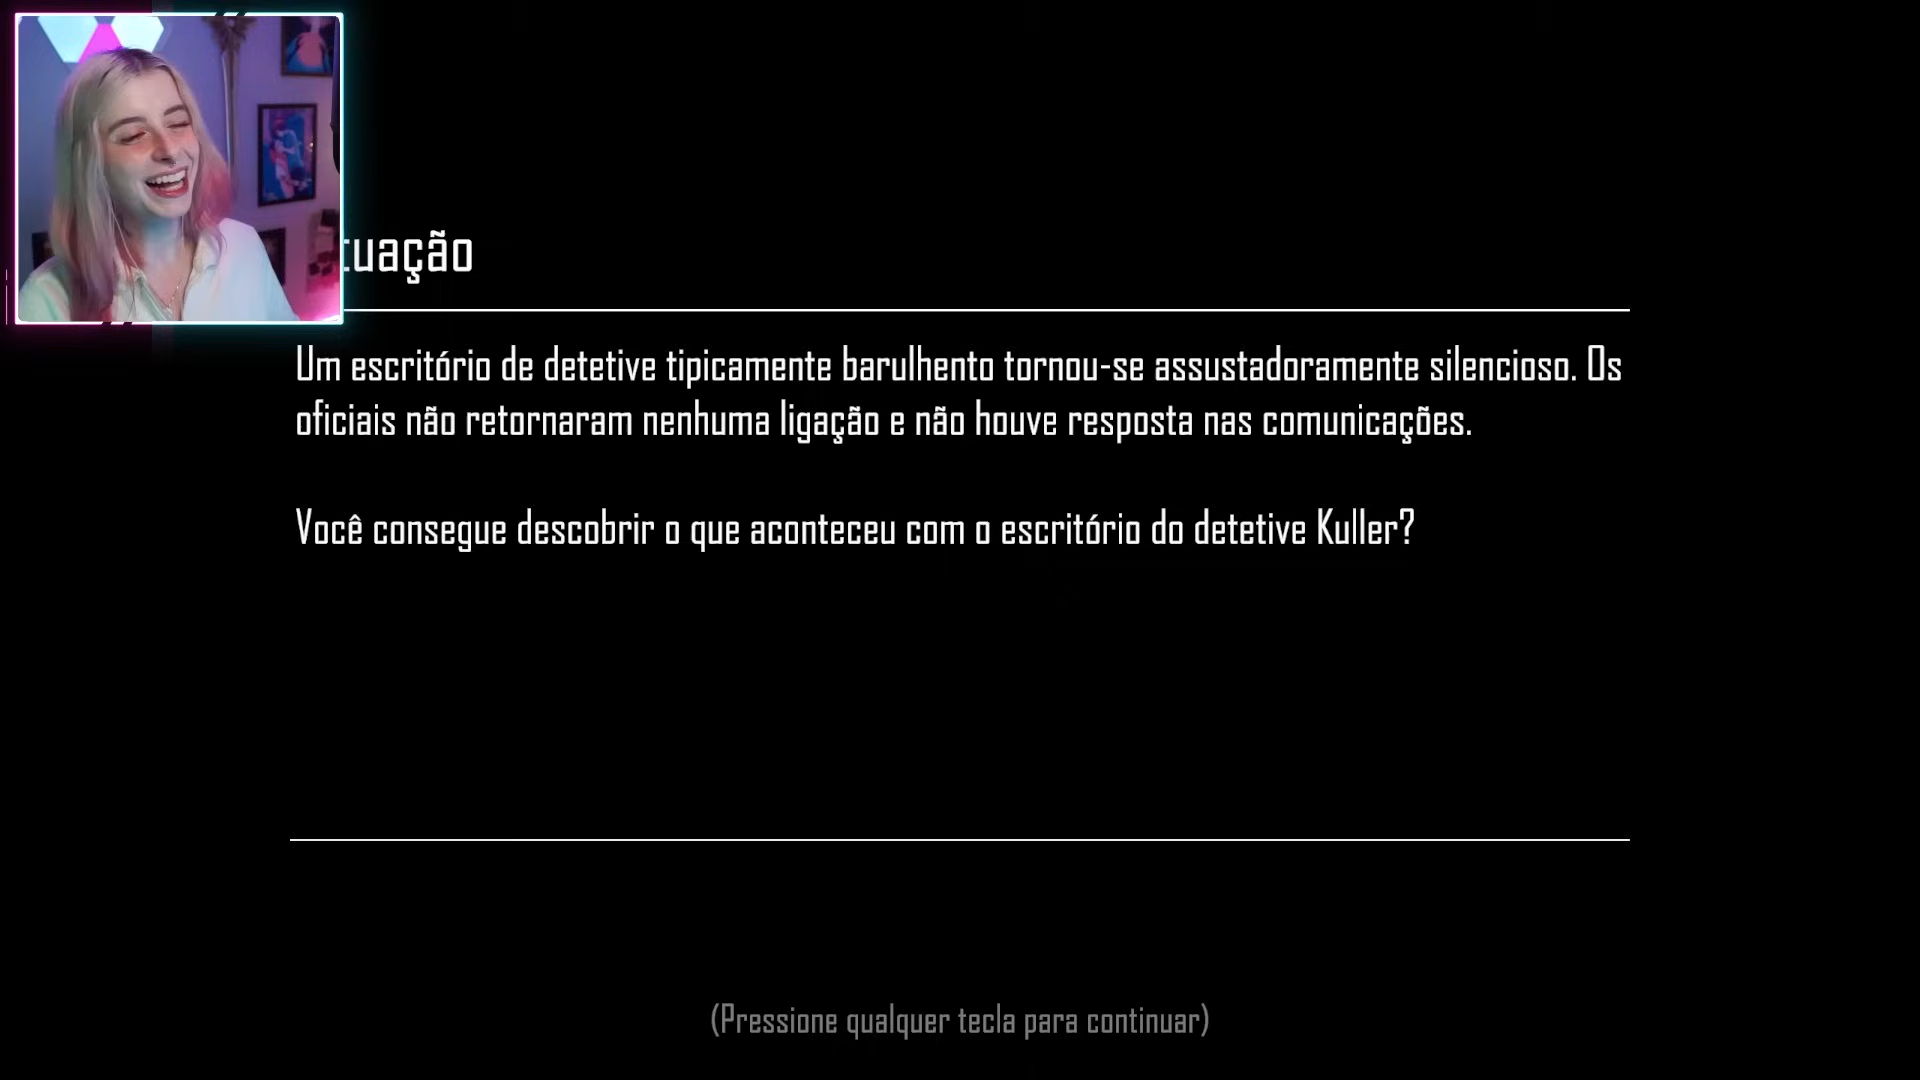 tuação
Um escritório de detetive tipicamente barulhento tornou-se assustadoramente silencioso. Os
oficiais não retornaram nenhuma ligação e não houve resposta nas comunicações.
Você consegue descobrir o que aconteceu com o escritório do detetive Kuller?
(Pressione qualquer tecla para continuar)